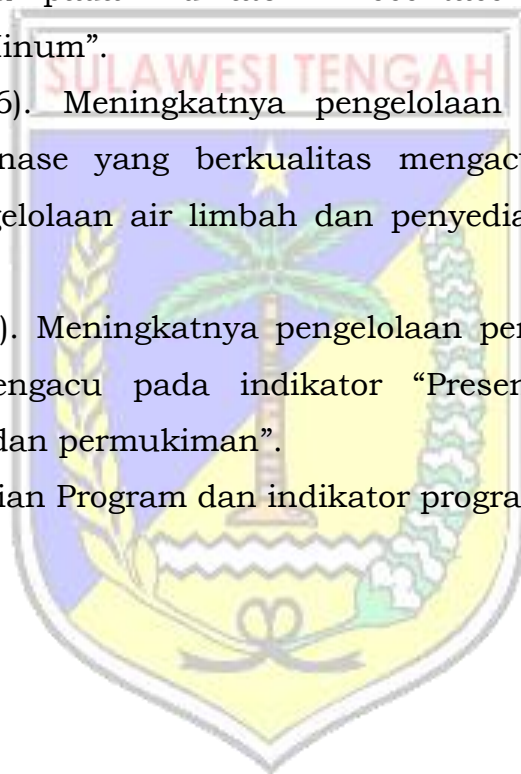 inum".
SULAWESI TENGAH
6). Meningkatnya pengelolaan
nase yang berkualitas mengac
gelolaan air limbah dan penyedia
). Meningkatnya pengelolaan per
engacu pada indikator "Presen
dan permukiman".
ian Program dan indikator progra